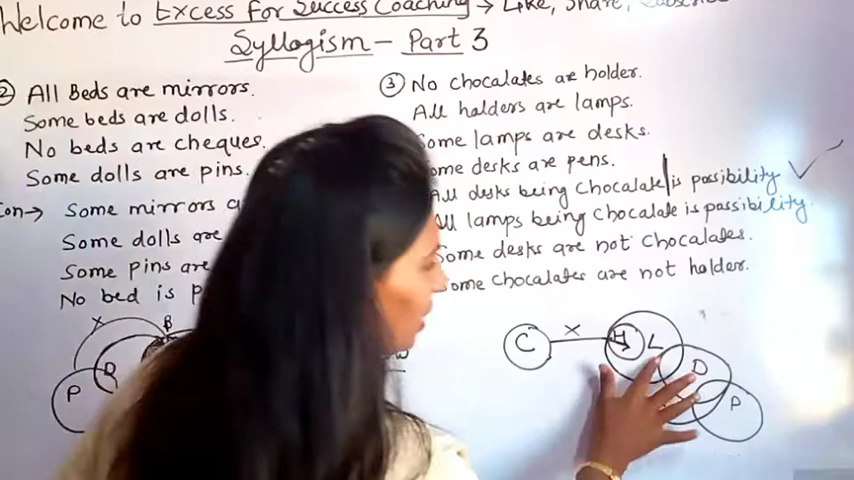 Welcome to Excess For Success Coaching → Like, Share,
Syllogism - Part 3
② All Beds are mirrors.
Some beds are dolls.
No beds are cheques.
Some dolls are pins.
Con→ Some mirrors
Some dolls are
Some pins are
No bed is
③ No chocalates are holder.
All holders are lamps.
Some lamps are desks.
Some desks are pens.
All desks being Chocalate is possibility ✓
All lamps being Chocalate is possibility.
Some desks are not Chocalates.
Some chocalates are not holder.
X B
P D
C X H L D P